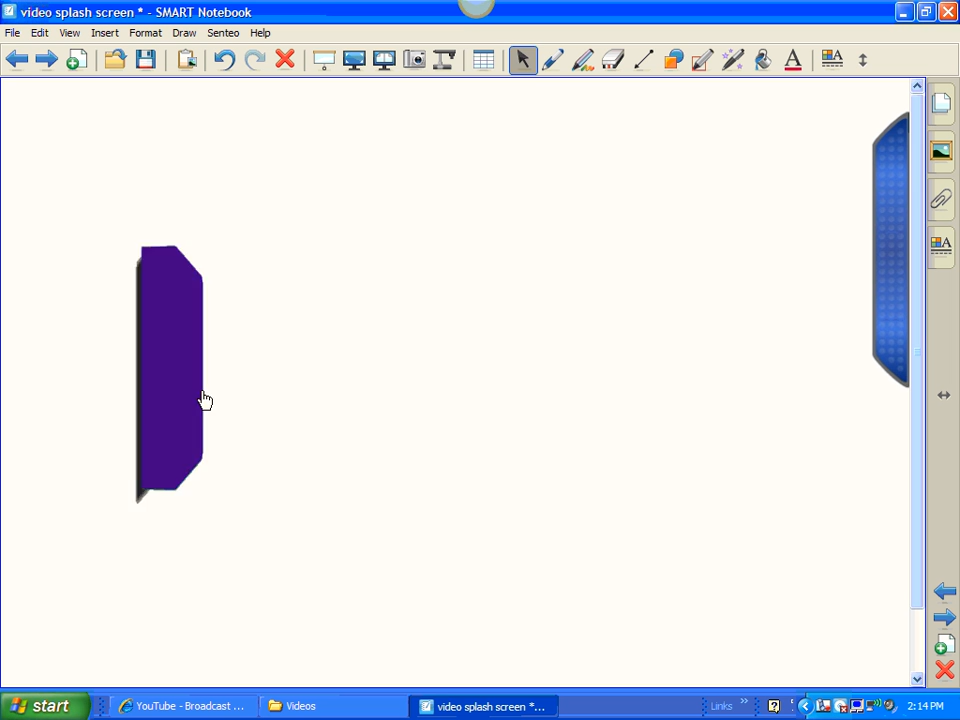 video splash screen * - SMART Notebook
File Edit View Insert Format Draw Senteo Help
start YouTube - Broadcast ... Videos video splash screen *... Links 2:14 PM